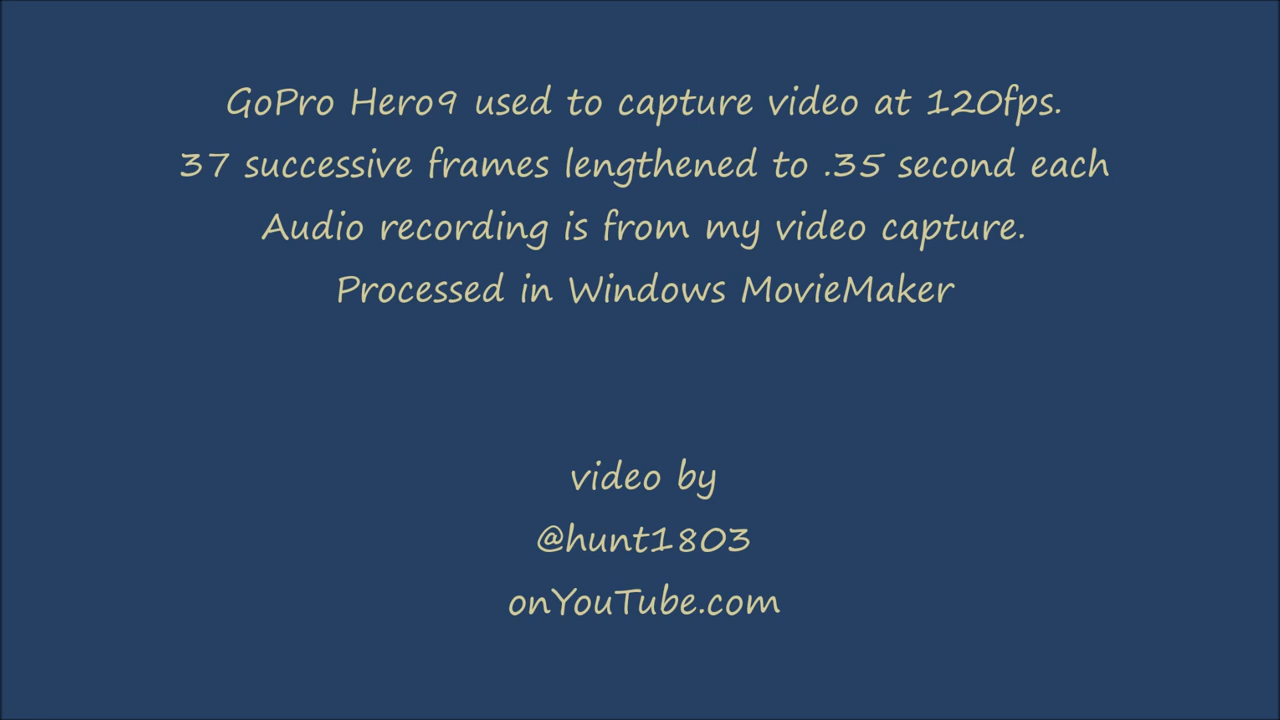 GoPro Hero9 used to capture video at 120fps.
37 successive frames lengthened to .35 second each
Audio recording is from my video capture.
Processed in Windows MovieMaker
video by
@hunt1803
onYouTube.com